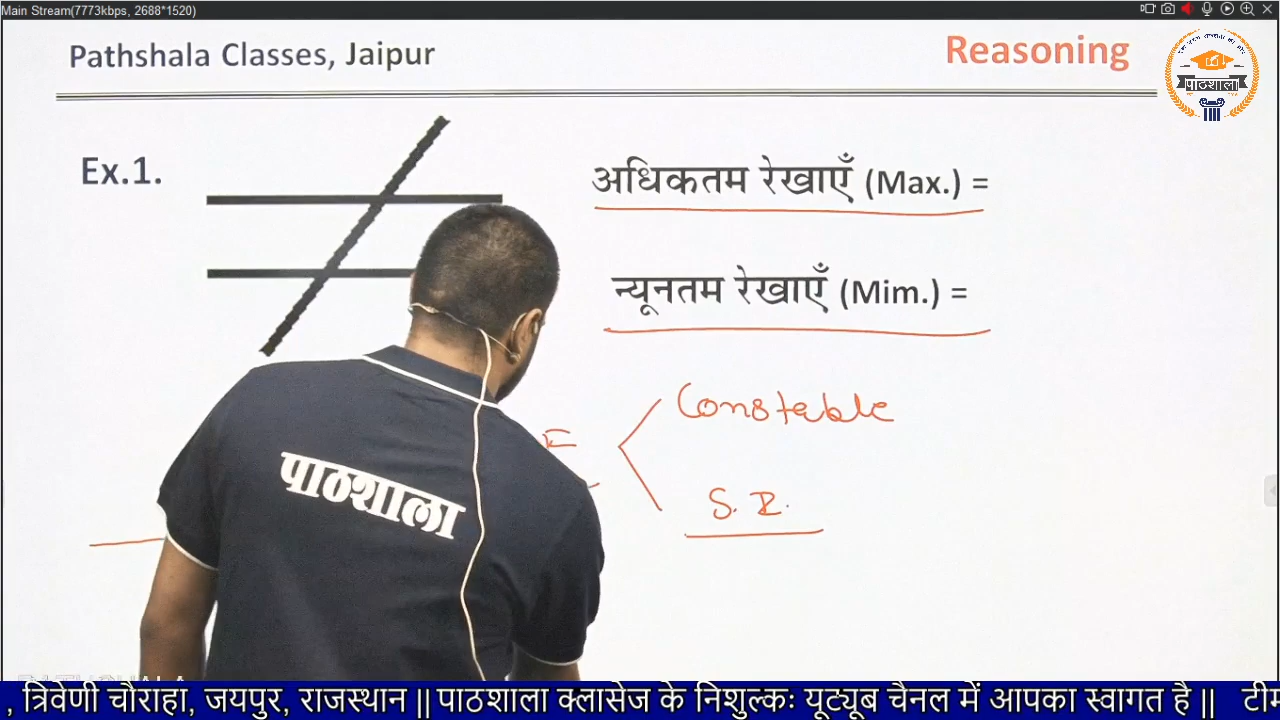 Main Stream(7773kbps, 2688*1520)
Pathshala Classes, Jaipur
Reasoning
पाठशाला
Ex.1.
अधिकतम रेखाएँ (Max.) =
न्यूनतम रेखाएँ (Mim.) =
Constable
S. I.
पाठशाला
, त्रिवेणी चौराहा, जयपुर, राजस्थान || पाठशाला क्लासेज के निशुल्कः यूट्यूब चैनल में आपका स्वागत है || टीम